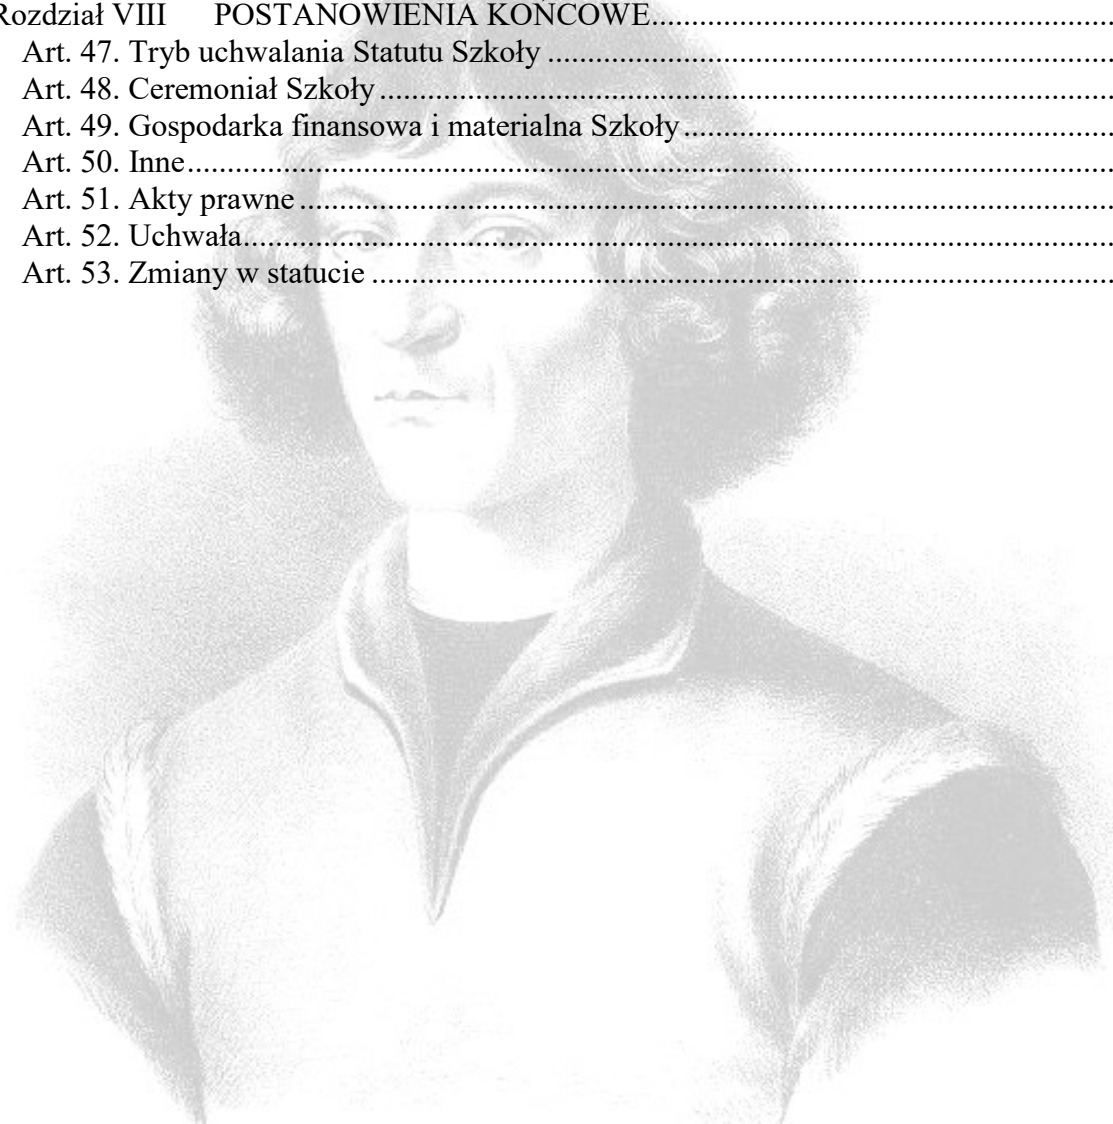 Rozdział VIII POSTANOWIENIA KOŃCOWE..............................................................
Art. 47. Tryb uchwalania Statutu Szkoły ..............................................................................
Art. 48. Ceremoniał Szkoły ....................................................................................................
Art. 49. Gospodarka finansowa i materialna Szkoły...........................................................
Art. 50. Inne.............................................................................................................................
Art. 51. Akty prawne ..............................................................................................................
Art. 52. Uchwała......................................................................................................................
Art. 53. Zmiany w statucie .....................................................................................................